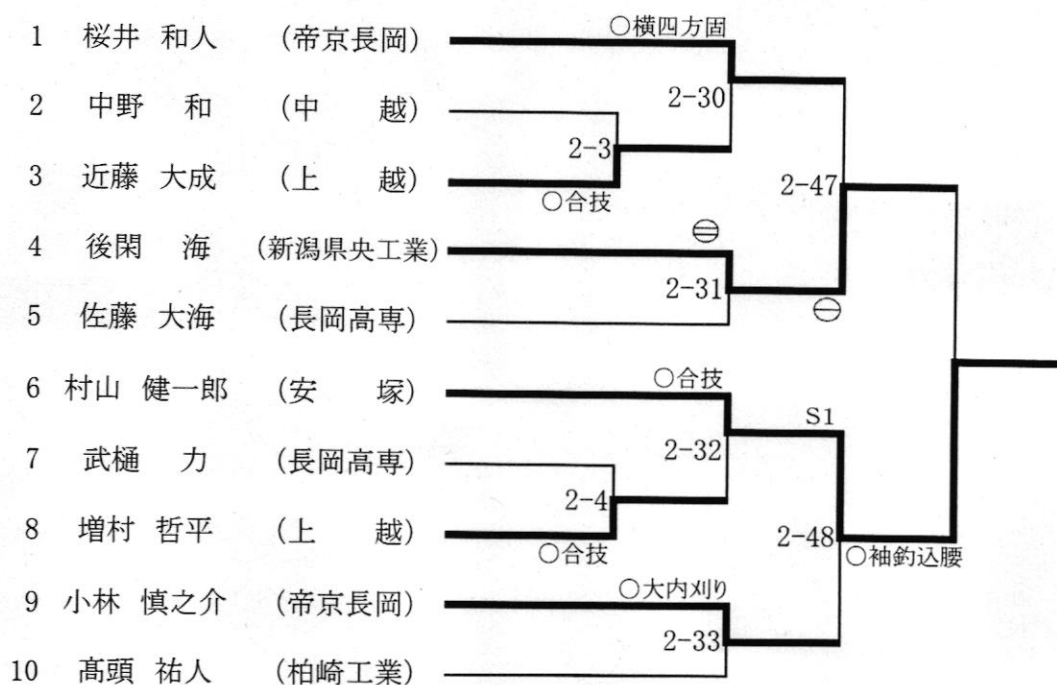 ○横四方固
1 桜井 和人 (帝京長岡)
2-30
2 中野 和 (中 越)
2-3
3 近藤 大成 (上 越)
○合技
2-47
4 後閑 海 (新潟県央工業)
2-31
5 佐藤 大海 (長岡高専)
○合技
6 村山 健一郎 (安 塚)
S1
2-32
7 武樋 力 (長岡高専)
2-4
8 増村 哲平 (上 越)
○合技
2-48
○袖釣込腰
○大内刈り
9 小林 慎之介 (帝京長岡)
2-33
10 髙頭 祐人 (柏崎工業)